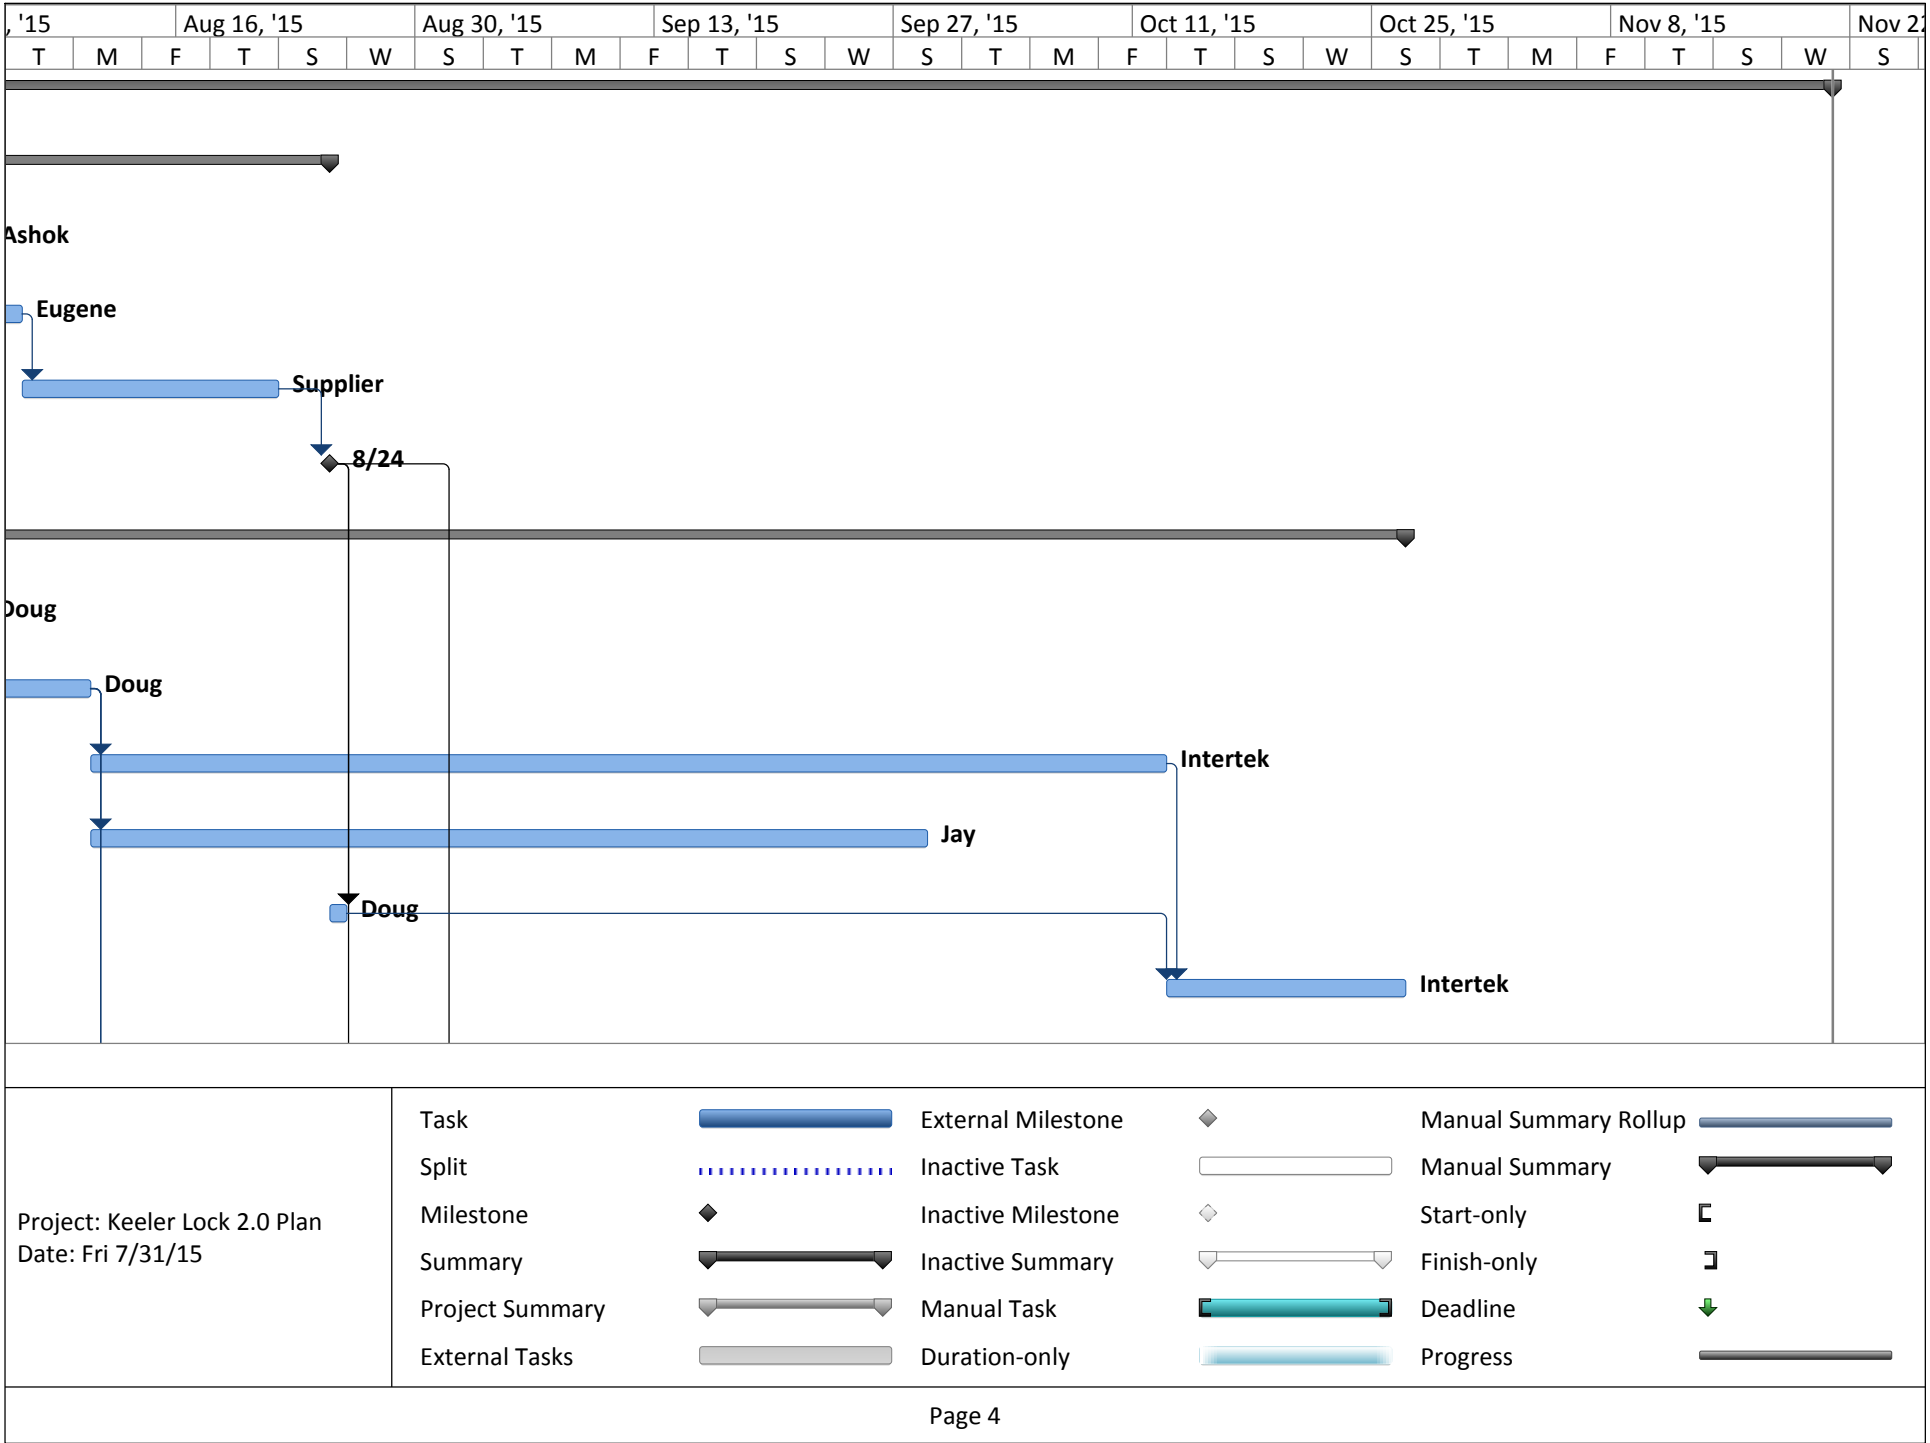 , '15 Aug 16, '15 Aug 30, '15 Sep 13, '15 Sep 27, '15 Oct 11, '15 Oct 25, '15 Nov 8, '15 Nov 22
T M F T S W S T M F T S W S T M F T S W S T M F T S W S
Ashok
Eugene
Supplier
8/24
Doug
Doug
Intertek
Jay
Doug
Intertek
Project: Keeler Lock 2.0 Plan
Date: Fri 7/31/15
Task External Milestone Manual Summary Rollup
Split Inactive Task Manual Summary
Milestone Inactive Milestone Start-only
Summary Inactive Summary Finish-only
Project Summary Manual Task Deadline
External Tasks Duration-only Progress
Page 4